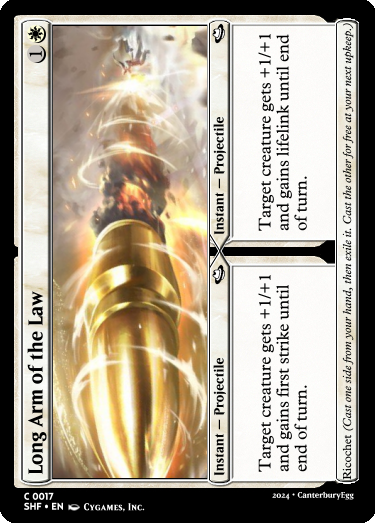 Long Arm of the Law
1
Instant — Projectile
Target creature gets +1/+1
and gains first strike until
end of turn.
Instant — Projectile
Target creature gets +1/+1
and gains lifelink until end
of turn.
Ricochet (Cast one side from your hand, then exile it. Cast the other for free at your next upkeep.)
C 0017
SHF • EN Cygames, Inc.
2024 • CanterburyEgg